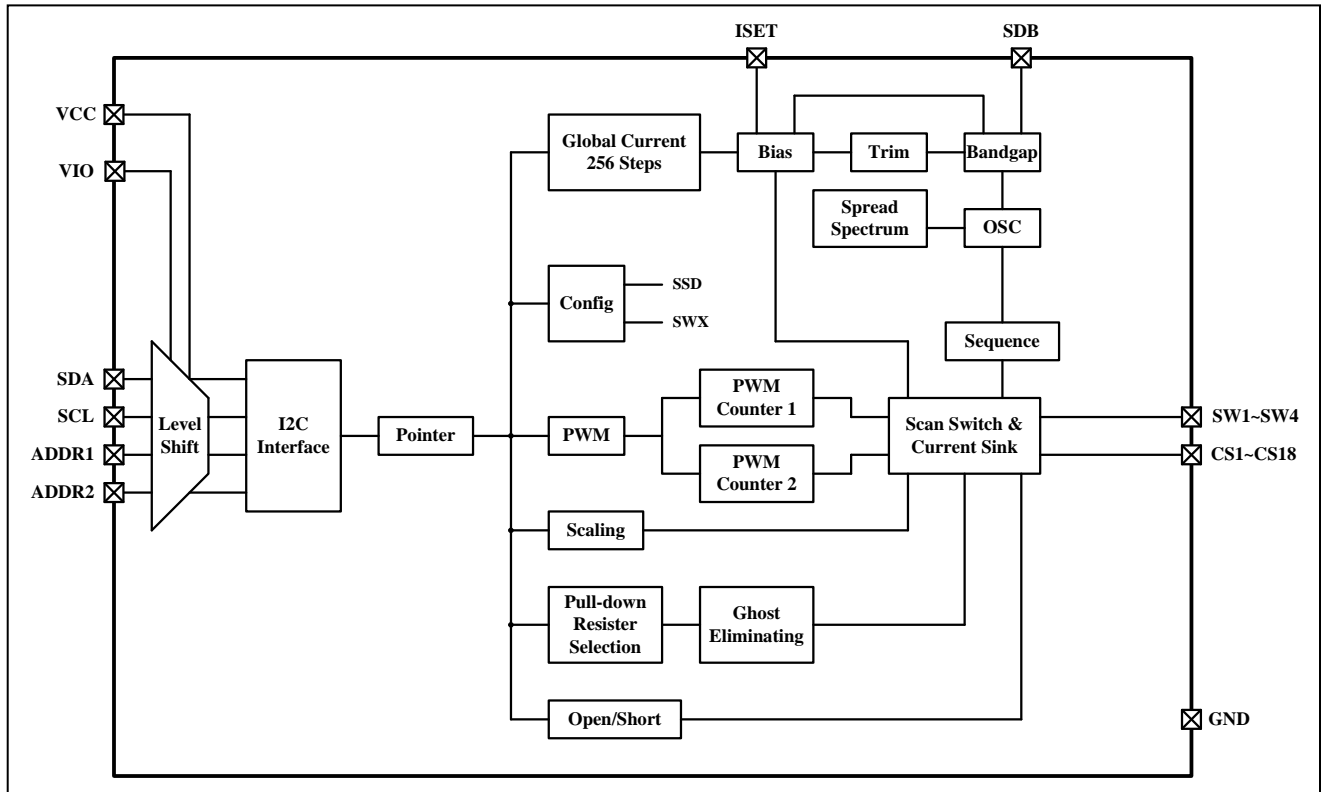 ISET
SDB
VCC
VIO
Global Current
256 Steps
Bias
Trim
Bandgap
Spread
Spectrum
OSC
Config
SSD
SWX
Sequence
SDA
SCL
ADDR1
ADDR2
Level
Shift
I2C
Interface
Pointer
PWM
PWM
Counter 1
PWM
Counter 2
Scan Switch &
Current Sink
SW1~SW4
CS1~CS18
Scaling
Pull-down
Resister
Selection
Ghost
Eliminating
Open/Short
GND